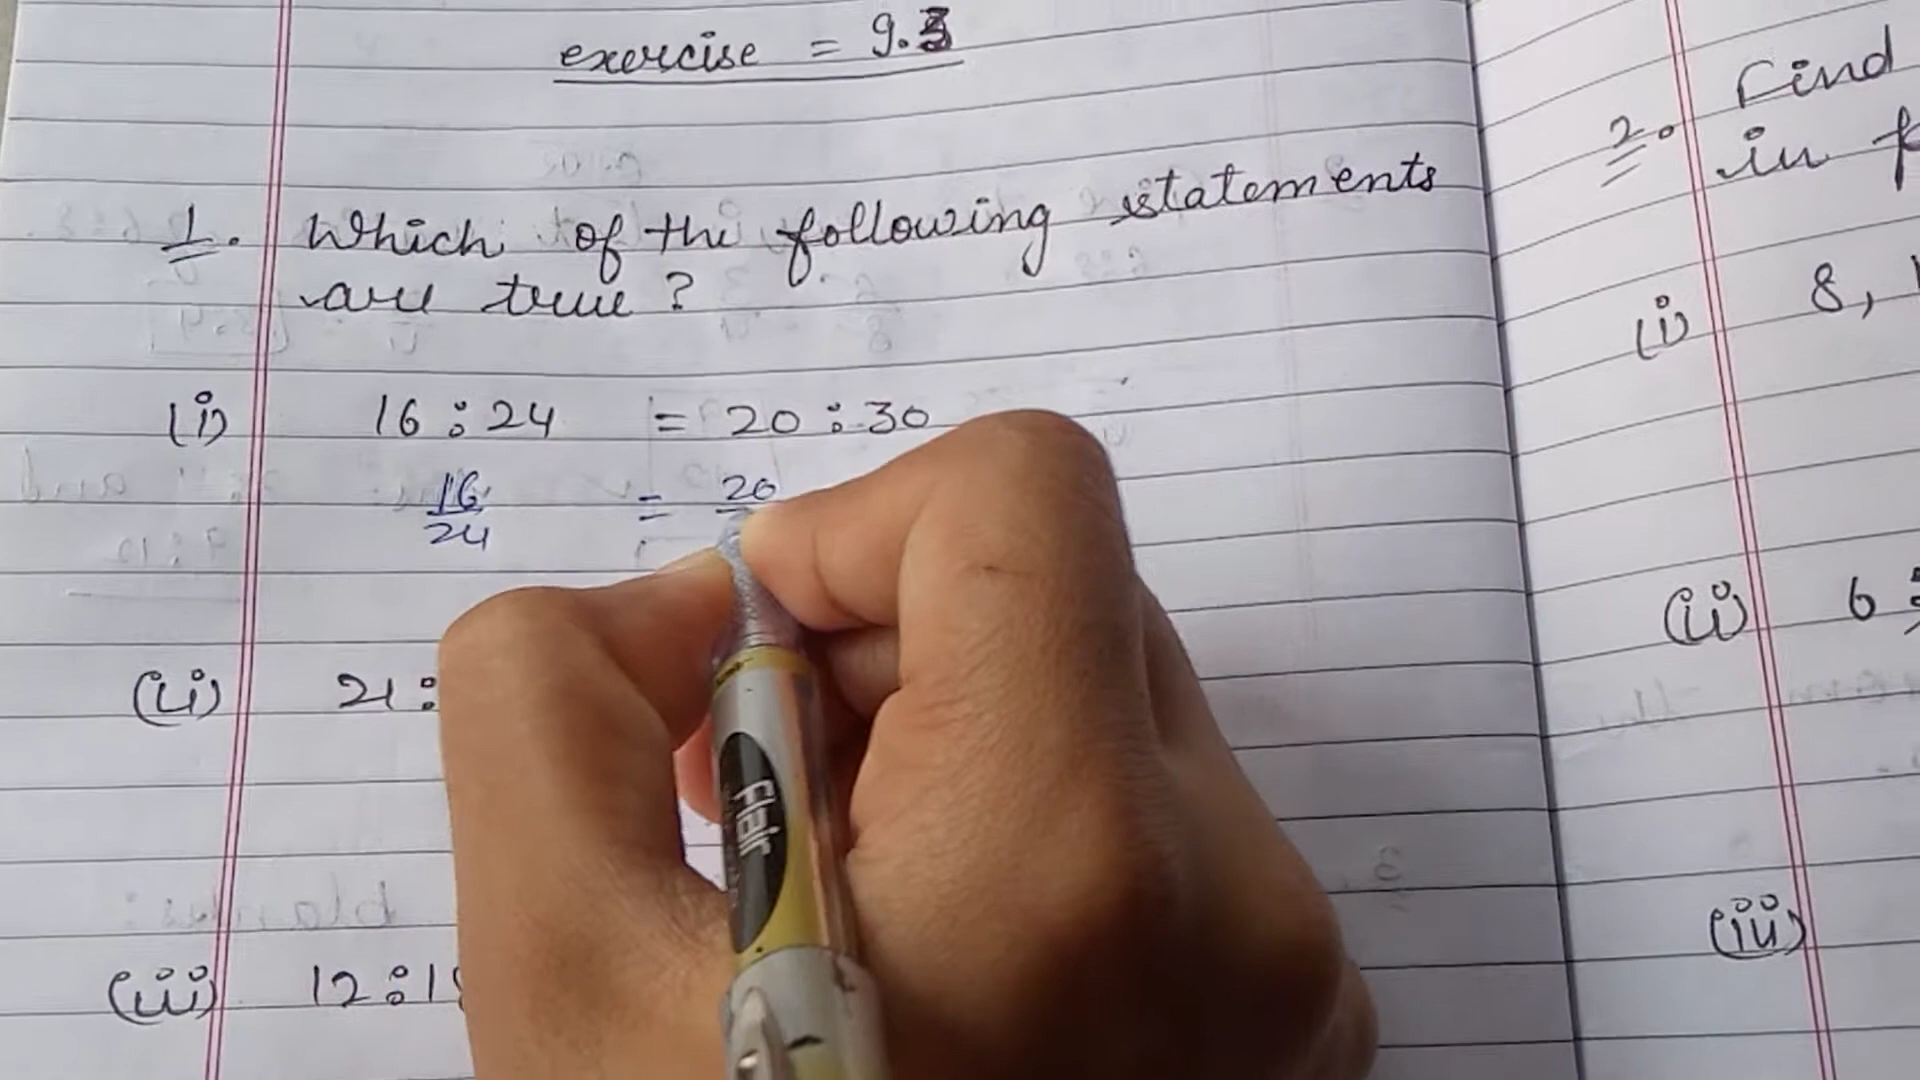 exercise = 9.3
1. Which of the following statements
are true?
(i) 16 : 24 = 20 : 30
16/24 = 20
(ii) 21 :
(iii) 12 : 1
2. Find
in
(i) 8,
(ii) 6 :
(iii)
Flair